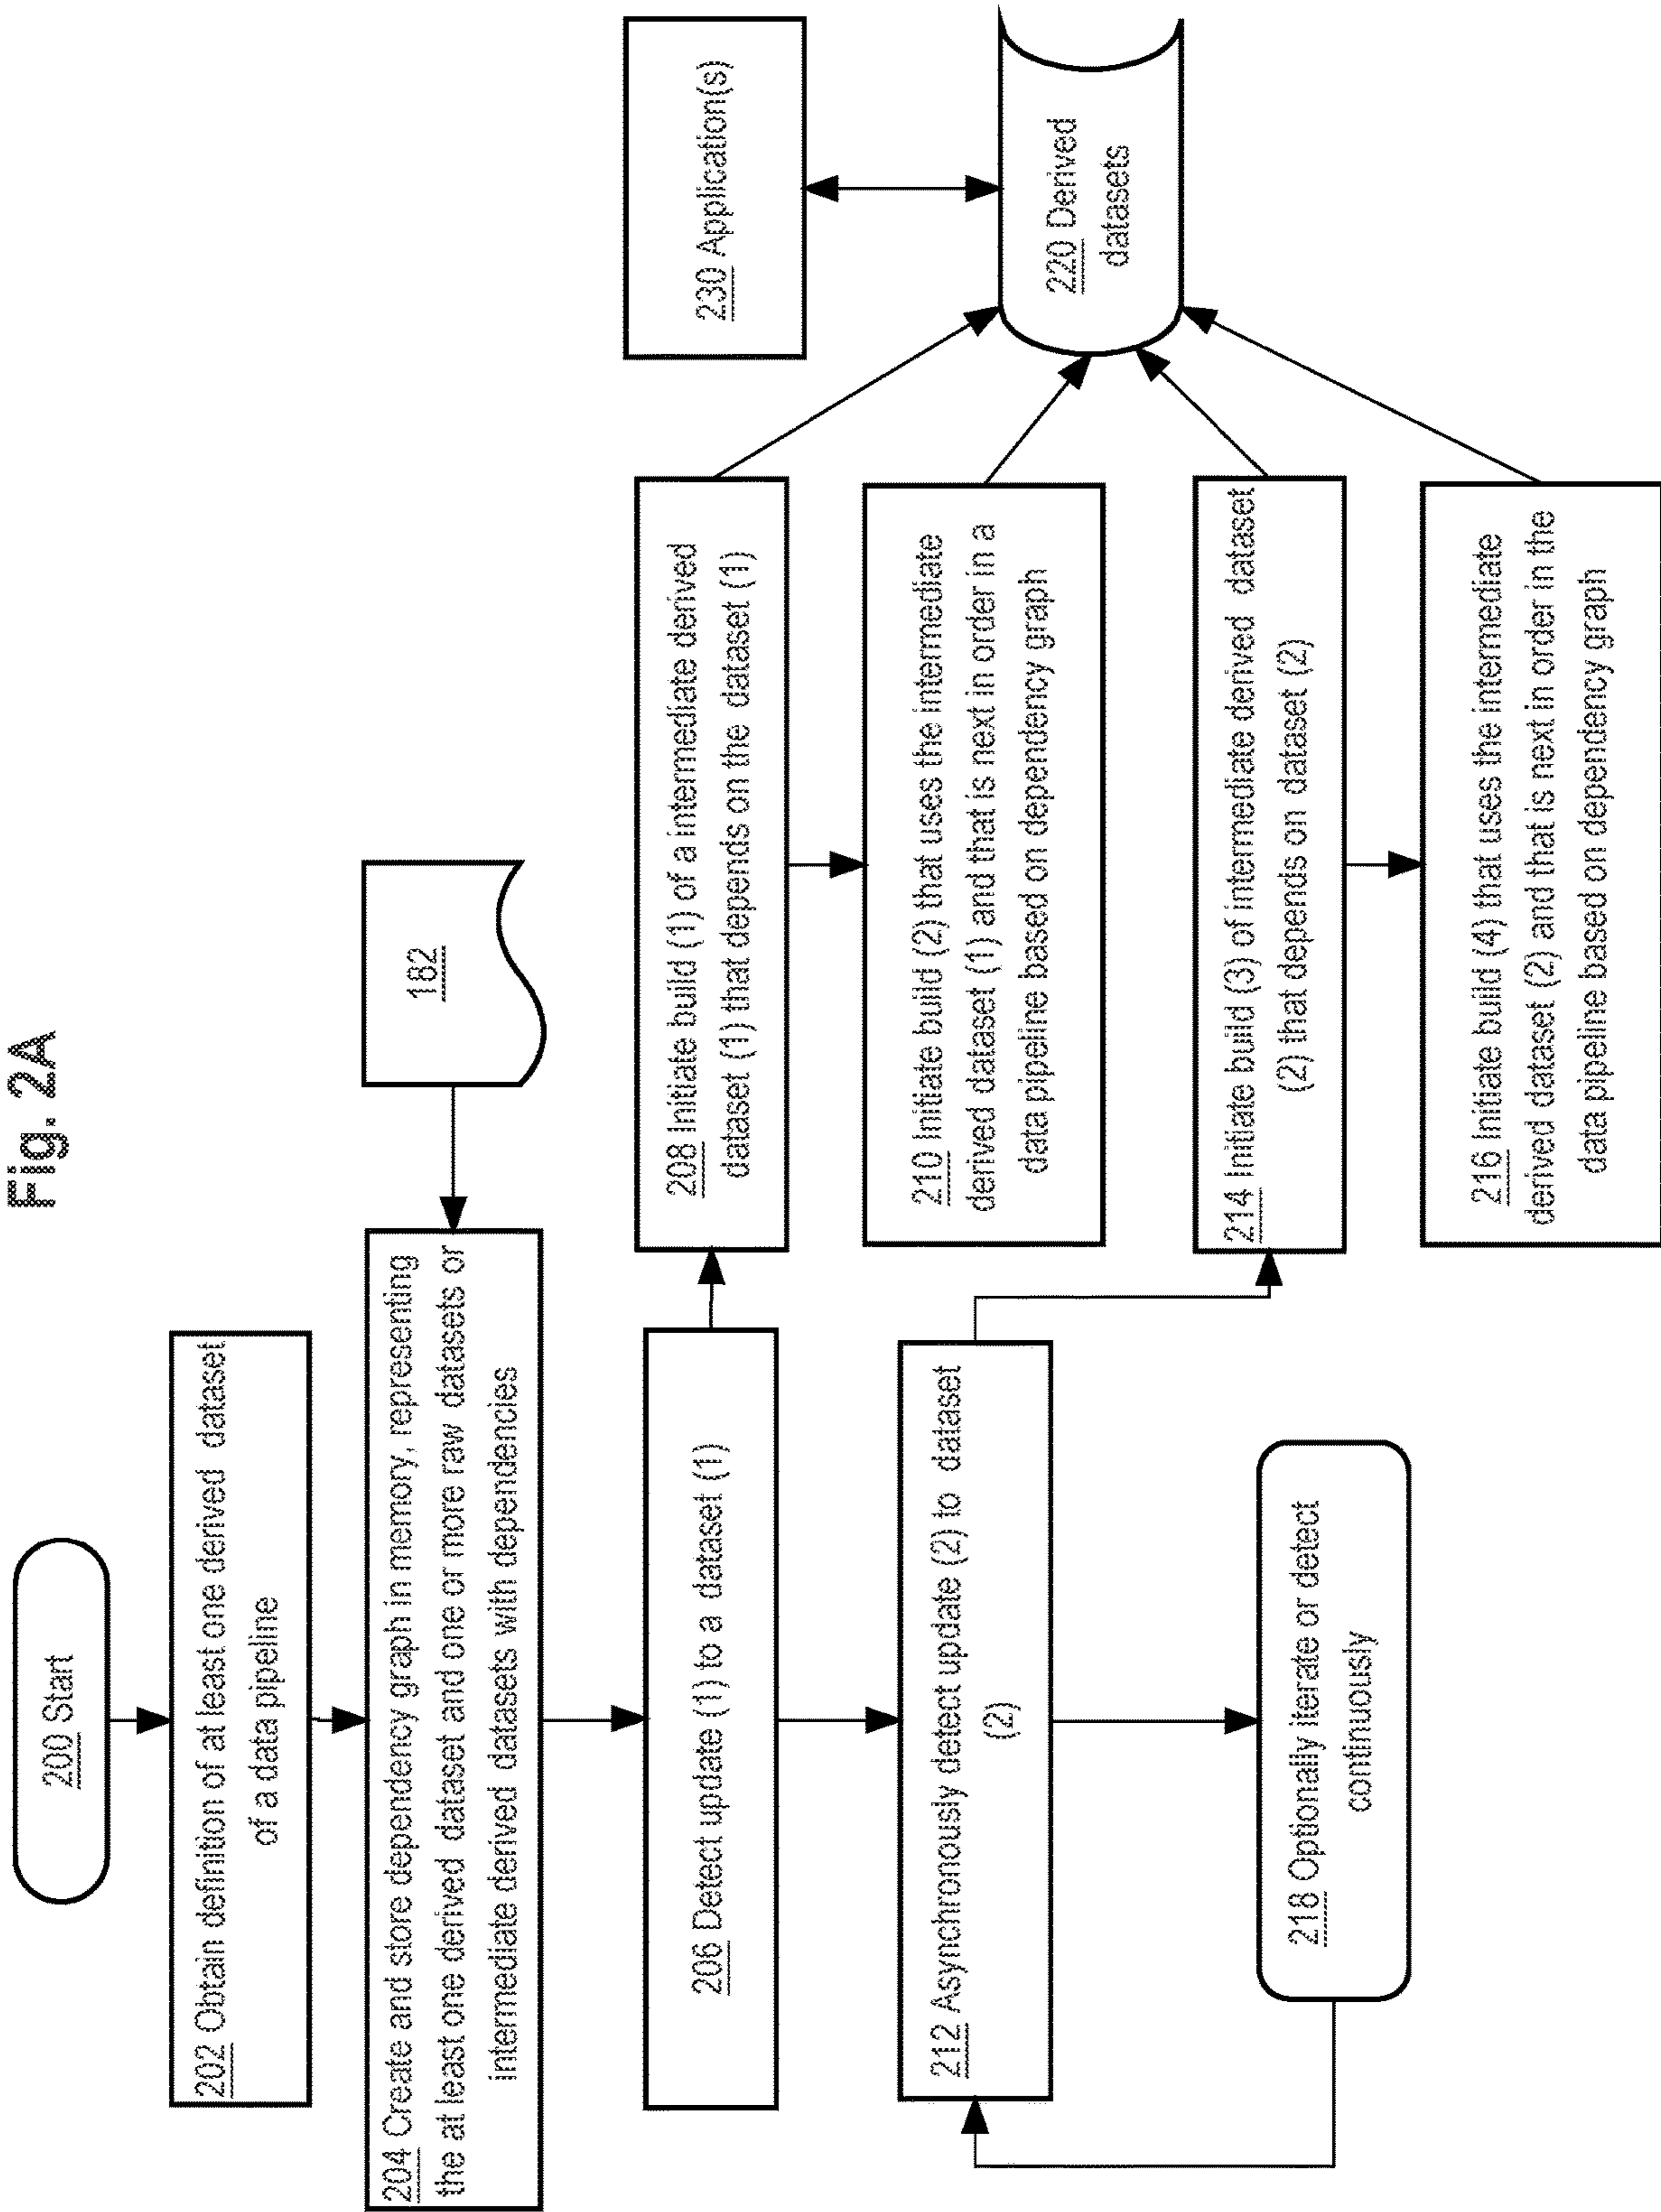 Fig. 2A
200 Start
202 Obtain definition of at least one derived dataset
of a data pipeline
182
204 Create and store dependency graph in memory, representing
the at least one derived dataset and one or more raw datasets or
intermediate derived datasets with dependencies
206 Detect update (1) to a dataset (1)
208 Initiate build (1) of a intermediate derived
dataset (1) that depends on the dataset (1)
210 Initiate build (2) that uses the intermediate
derived dataset (1) and that is next in order in a
data pipeline based on dependency graph
212 Asynchronously detect update (2) to dataset
(2)
214 Initiate build (3) of intermediate derived dataset
(2) that depends on dataset (2)
216 Initiate build (4) that uses the intermediate
derived dataset (2) and that is next in order in the
data pipeline based on dependency graph
218 Optionally iterate or detect
continuously
230 Application(s)
220 Derived
datasets